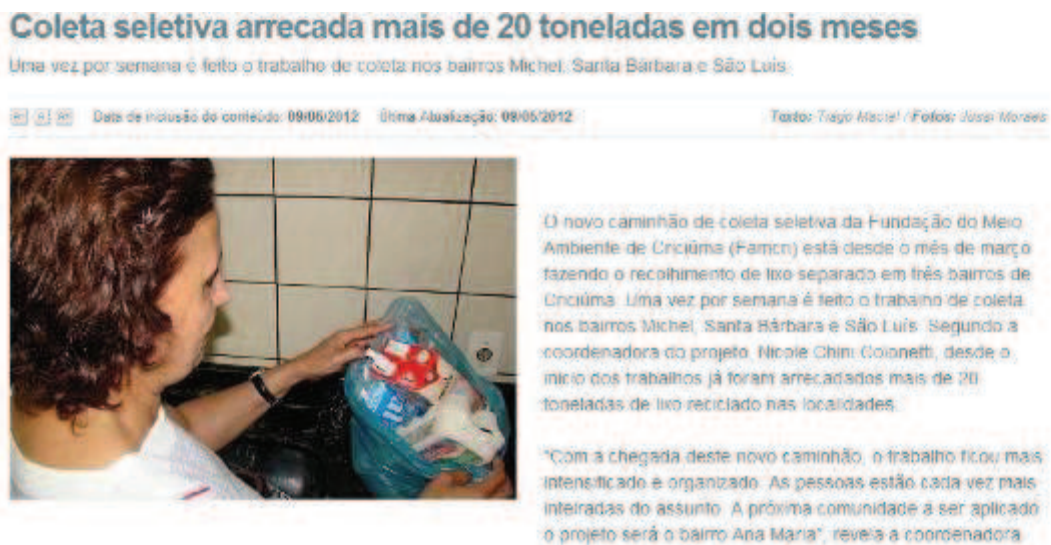 Coleta seletiva arrecada mais de 20 toneladas em dois meses
Uma vez por semana é feito o trabalho de coleta nos bairros Michel, Santa Bárbara e São Luis.
A- A A+ Data de inclusão do conteúdo: 09/05/2012 Última Atualização: 09/05/2012 Texto: Tiago Maciel / Fotos: Jussi Moraes
O novo caminhão de coleta seletiva da Fundação do Meio
Ambiente de Criciúma (Famcri) está desde o mês de março
fazendo o recolhimento de lixo separado em três bairros de
Criciúma. Uma vez por semana é feito o trabalho de coleta
nos bairros Michel, Santa Bárbara e São Luís. Segundo a
coordenadora do projeto, Nicole Chini Colonetti, desde o
início dos trabalhos já foram arrecadados mais de 20
toneladas de lixo reciclado nas localidades.
"Com a chegada deste novo caminhão, o trabalho ficou mais
intensificado e organizado. As pessoas estão cada vez mais
inteiradas do assunto. A próxima comunidade a ser aplicado
o projeto será o bairro Ana Maria", revela a coordenadora